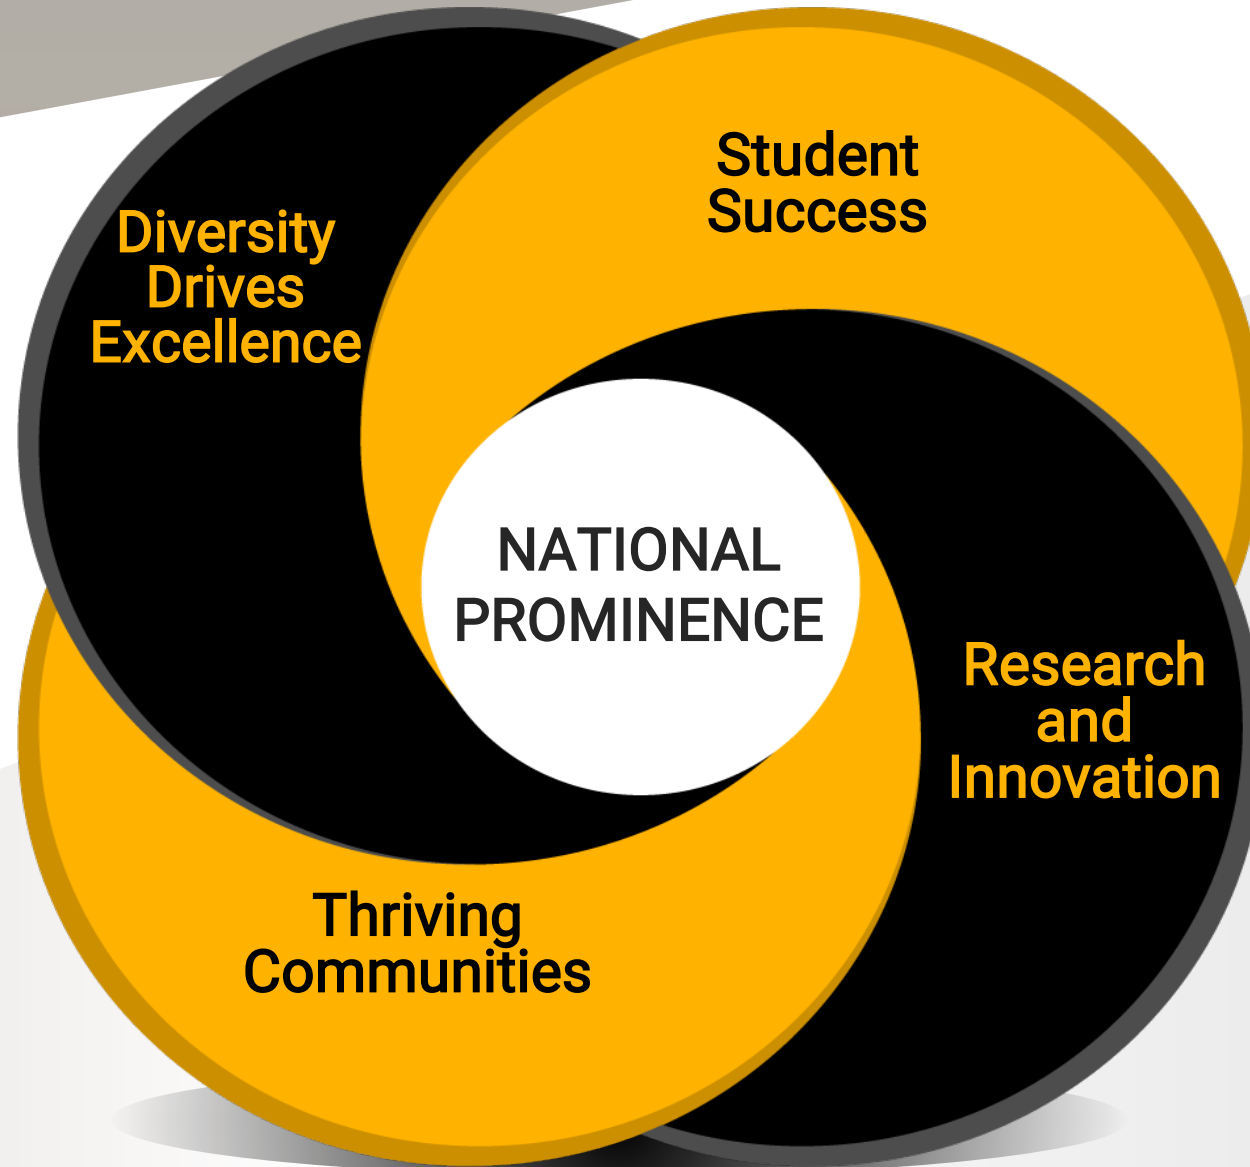 Student
Success
Diversity
Drives
Excellence
NATIONAL
PROMINENCE
Research
and
Innovation
Thriving
Communities